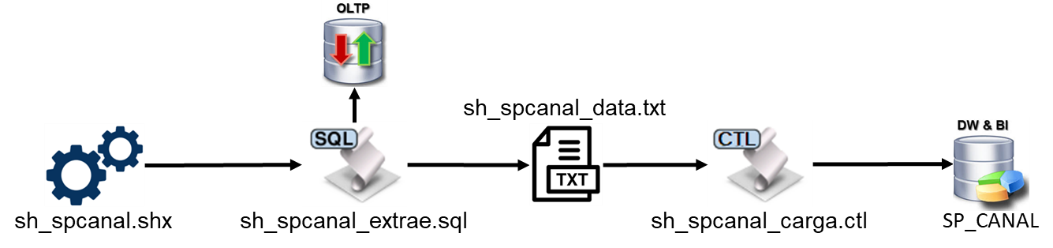 OLTP
sh_spcanal_data.txt
SQL
CTL
DW & BI
TXT
sh_spcanal.shx
sh_spcanal_extrae.sql
sh_spcanal_carga.ctl
SP_CANAL